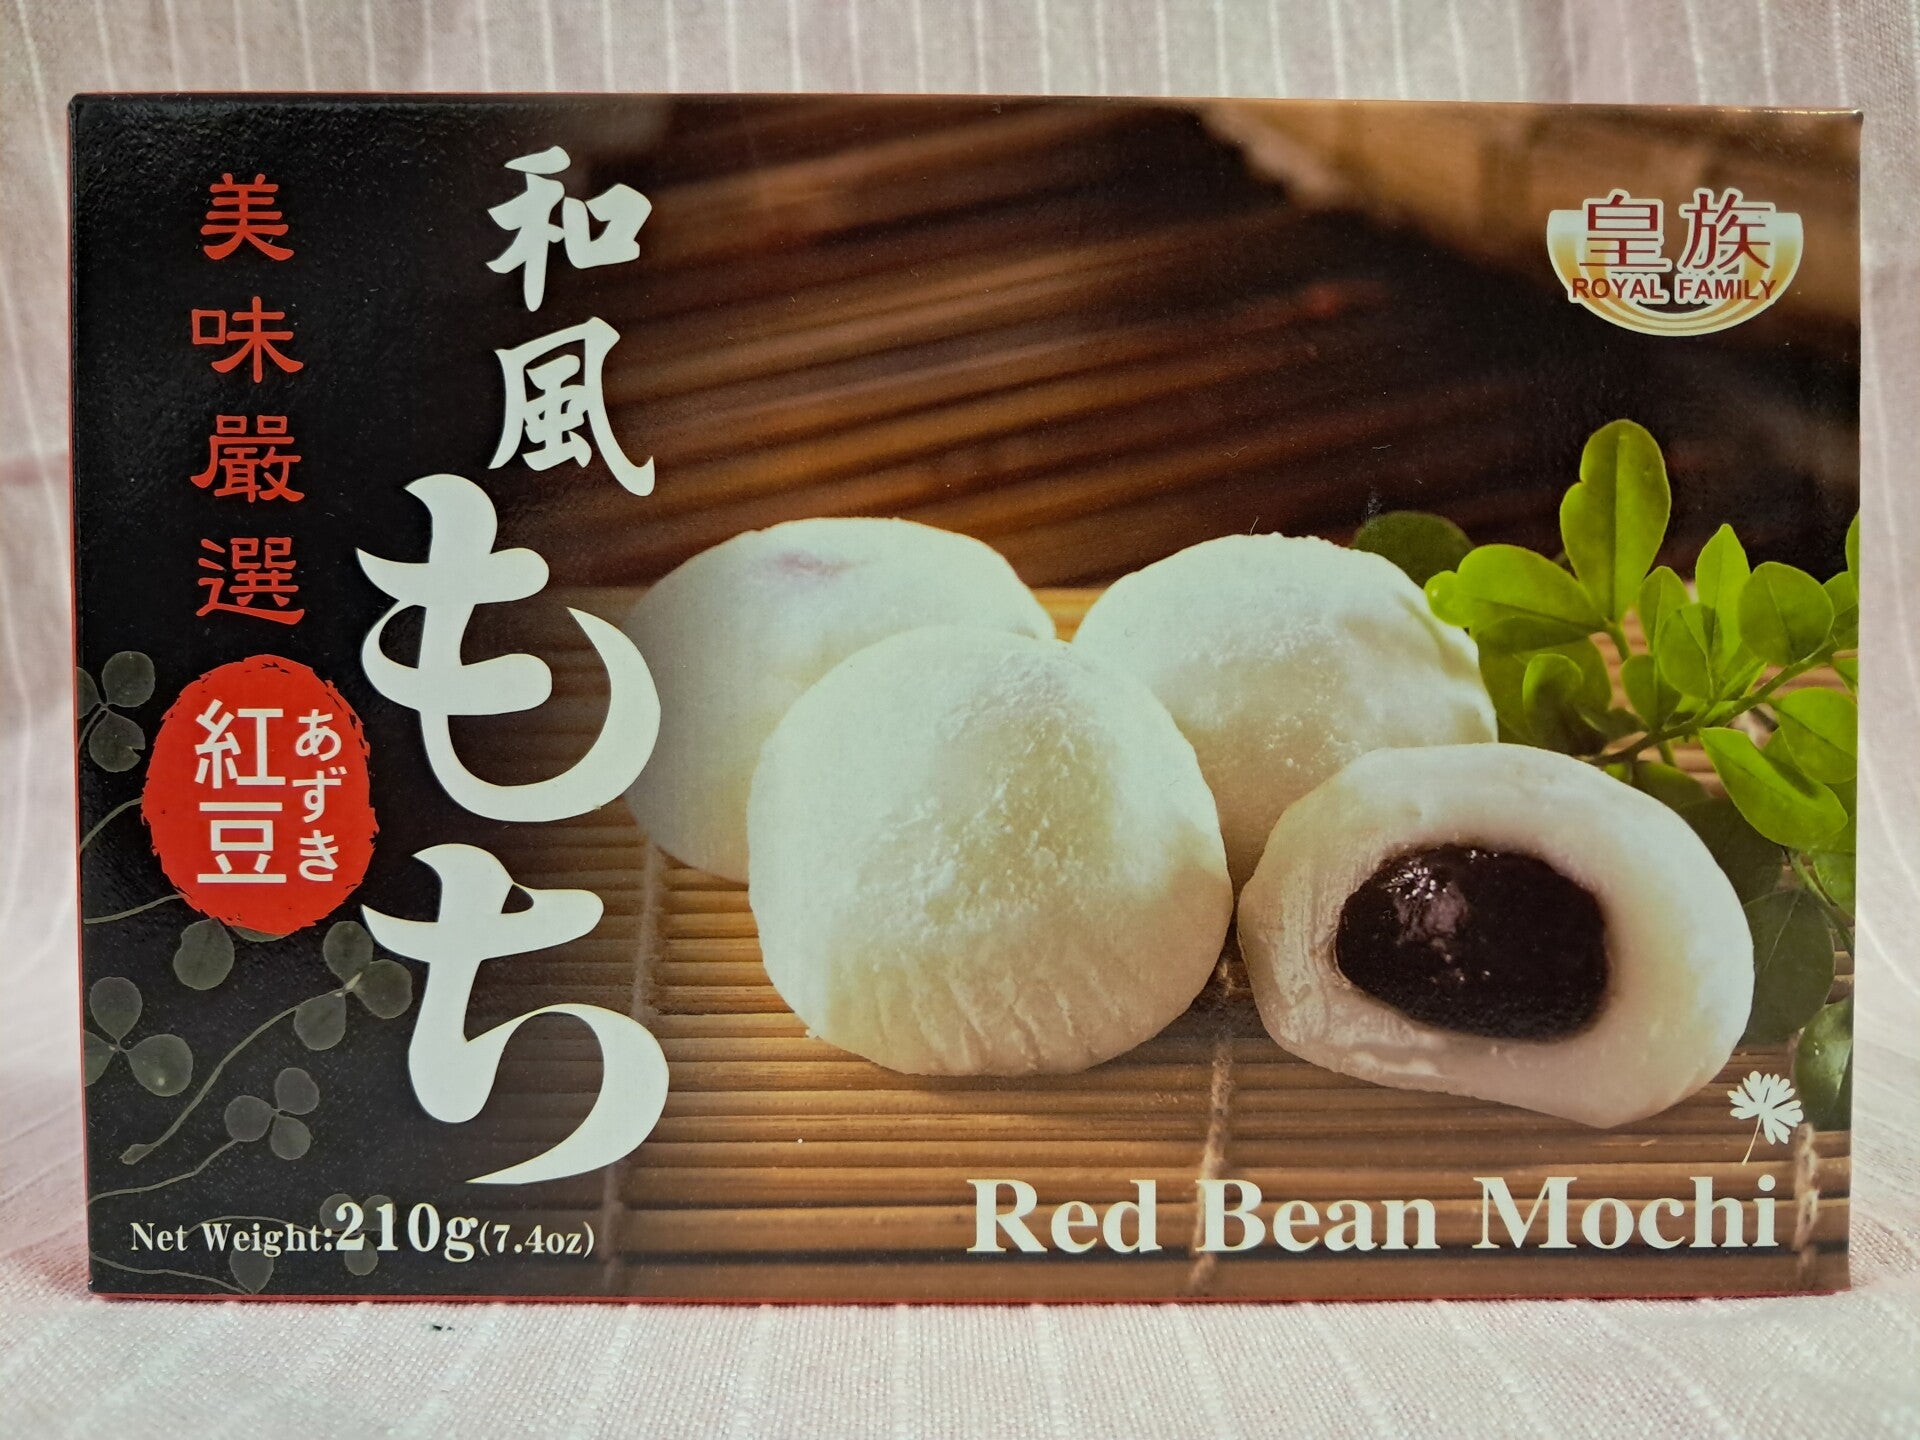 皇族
ROYAL FAMILY
和風
もち
美味嚴選
あずき
紅豆
Net Weight:210g(7.4oz)
Red Bean Mochi